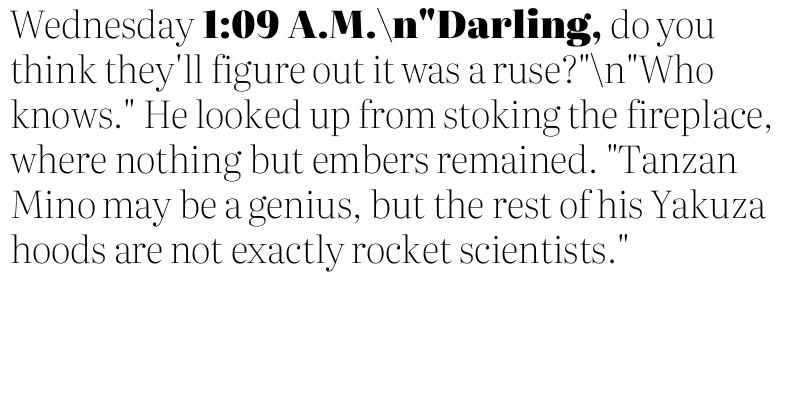 Wednesday 1:09 A.M.\n"Darling, do you
think they'll figure out it was a ruse?"\n"Who
knows." He looked up from stoking the fireplace,
where nothing but embers remained. "Tanzan
Mino may be a genius, but the rest of his Yakuza
hoods are not exactly rocket scientists."